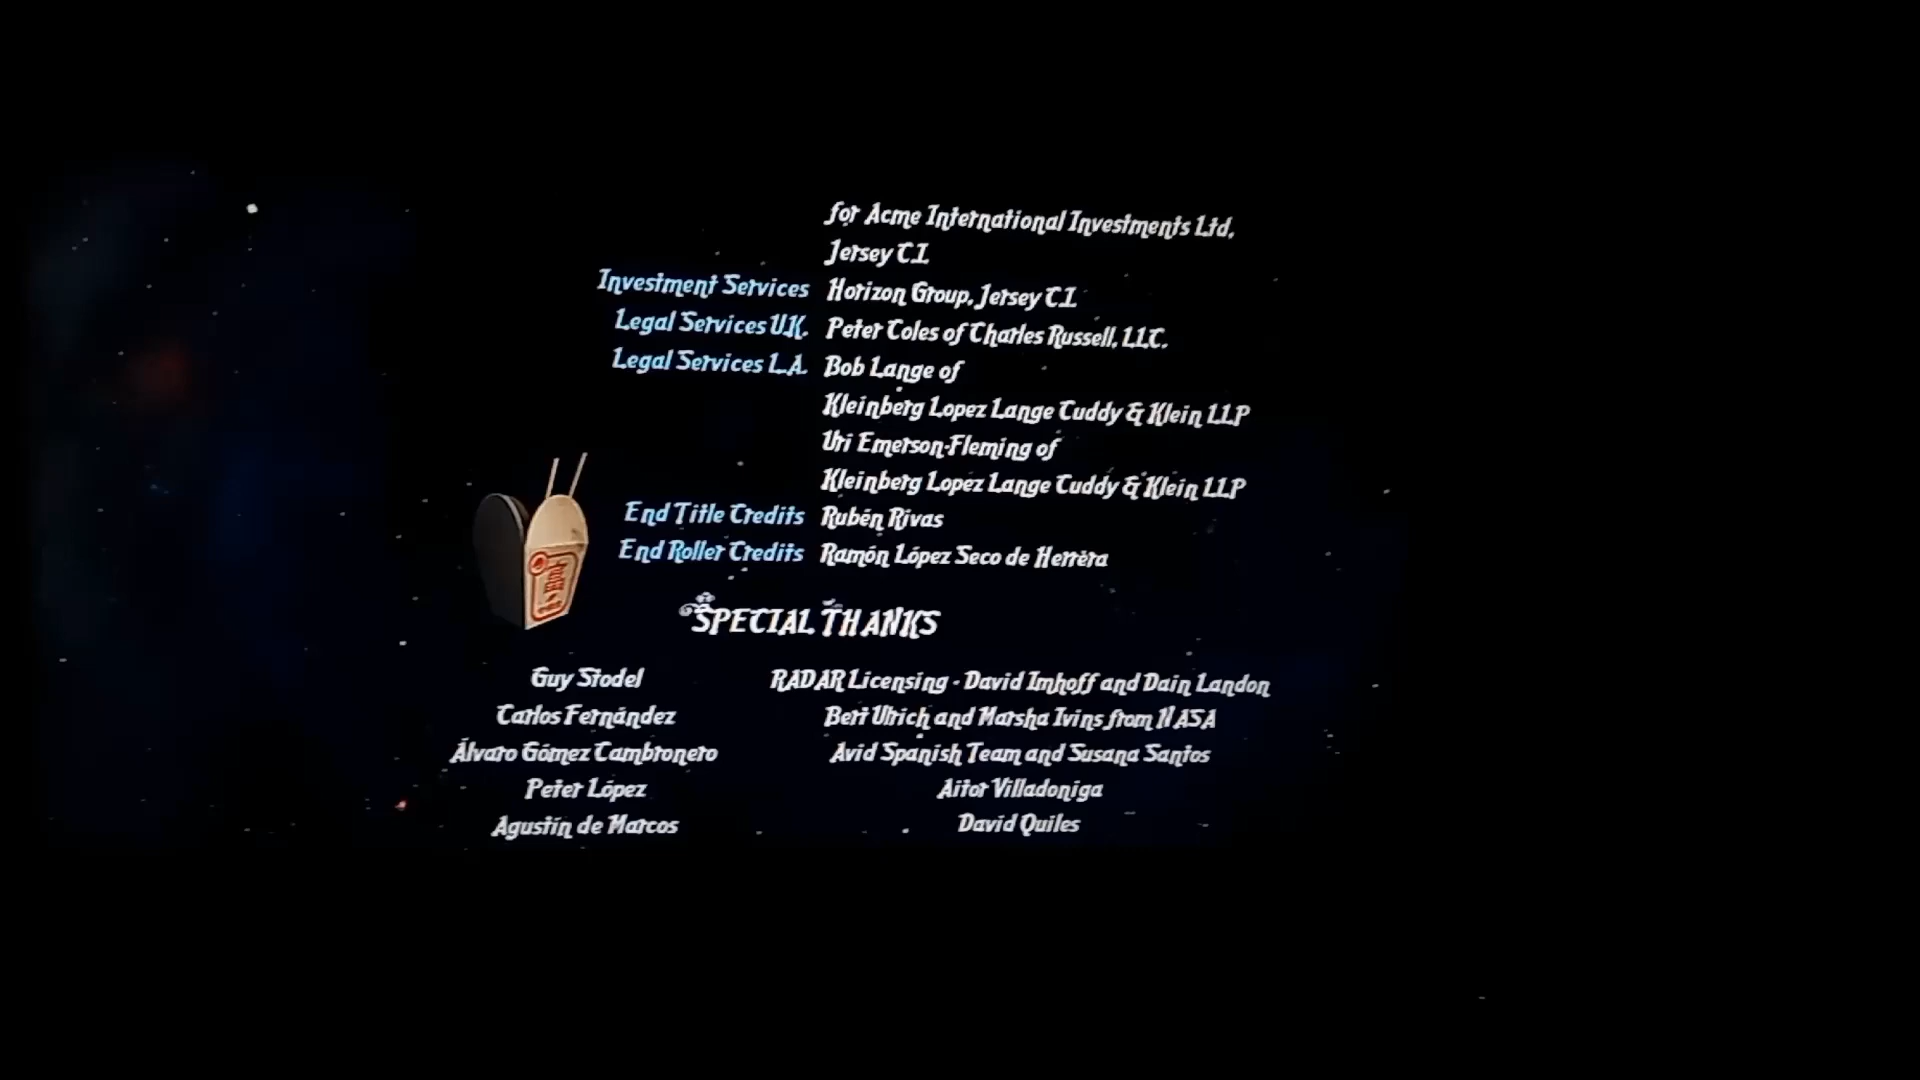 for Acme International Investments Ltd,
Jersey C.I.
Investment Services Horizon Group, Jersey C.I.
Legal Services U.K. Peter Coles of Charles Russell, LLC.
Legal Services L.A. Bob Lange of
Kleinberg Lopez Lange Cuddy & Klein LLP
Uri Emerson-Fleming of
Kleinberg Lopez Lange Cuddy & Klein LLP
End Title Credits Rubén Rivas
End Roller Credits Ramón López Seco de Herrera
SPECIAL THANKS
Guy Stodel RADAR Licensing - David Imhoff and Dain Landon
Carlos Fernández Bert Ulrich and Marsha Ivins from NASA
Álvaro Gómez Cambronero Avid Spanish Team and Susana Santos
Peter López Aitor Villadoniga
Agustín de Marcos David Quiles